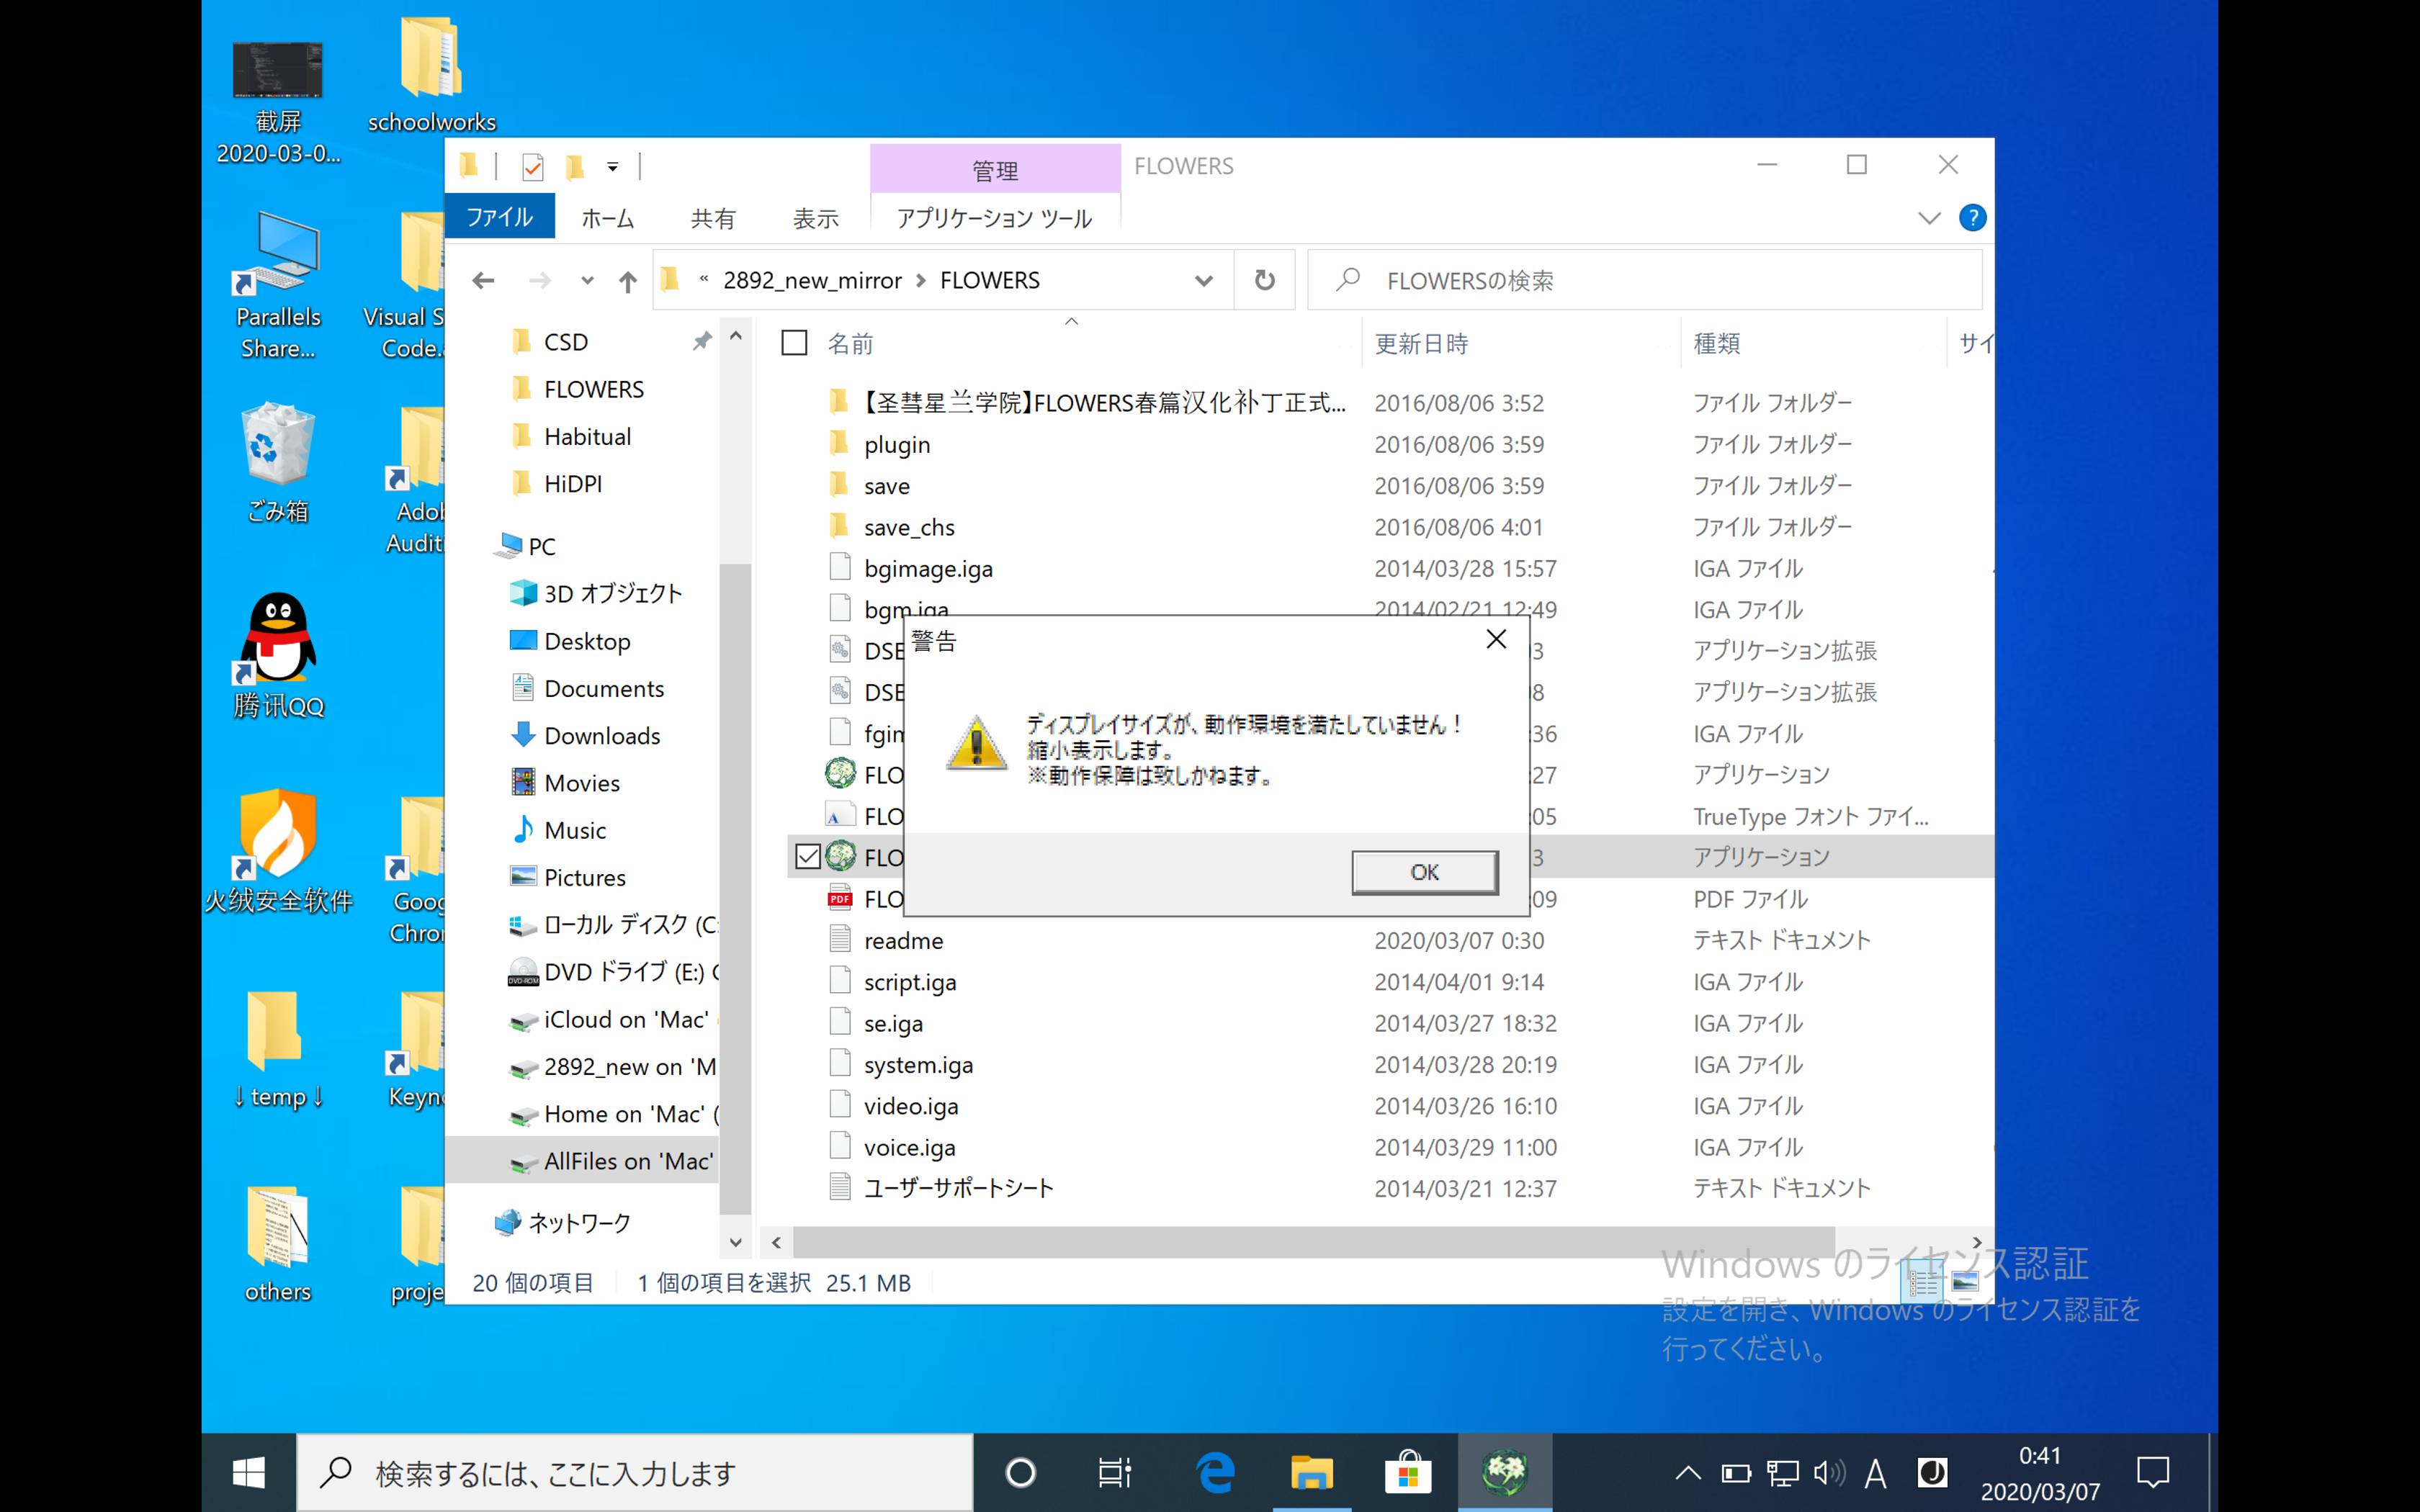 截屏
2020-03-0...
schoolworks
Parallels
Share...
Visual S
Code.
ごみ箱
Adob
Auditi
腾讯QQ
火绒安全软件
Goog
Chron
↓temp↓
Keyno
others
proje
管理
FLOWERS
ファイル
ホーム
共有
表示
アプリケーション ツール
?
« 2892_new_mirror › FLOWERS
FLOWERSの検索
CSD
FLOWERS
Habitual
HiDPI
PC
3D オブジェクト
Desktop
Documents
Downloads
Movies
Music
Pictures
ローカル ディスク (C:
DVD ドライブ (E:) C
iCloud on 'Mac'
2892_new on 'M
Home on 'Mac' (
AllFiles on 'Mac'
ネットワーク
名前 更新日時 種類 サイ
【圣彗星兰学院】FLOWERS春篇汉化补丁正式... 2016/08/06 3:52 ファイル フォルダー
plugin 2016/08/06 3:59 ファイル フォルダー
save 2016/08/06 3:59 ファイル フォルダー
save_chs 2016/08/06 4:01 ファイル フォルダー
bgimage.iga 2014/03/28 15:57 IGA ファイル
bgm.iga 2014/02/21 12:49 IGA ファイル
DSE 3 アプリケーション拡張
DSE 8 アプリケーション拡張
fgim :36 IGA ファイル
FLO :27 アプリケーション
FLO :05 TrueType フォント ファイ...
FLO 3 アプリケーション
PDF FLO :09 PDF ファイル
readme 2020/03/07 0:30 テキスト ドキュメント
script.iga 2014/04/01 9:14 IGA ファイル
se.iga 2014/03/27 18:32 IGA ファイル
system.iga 2014/03/28 20:19 IGA ファイル
video.iga 2014/03/26 16:10 IGA ファイル
voice.iga 2014/03/29 11:00 IGA ファイル
ユーザーサポートシート 2014/03/21 12:37 テキスト ドキュメント
警告
ディスプレイサイズが、動作環境を満たしていません！
縮小表示します。
※動作保障は致しかねます。
OK
20 個の項目 1 個の項目を選択 25.1 MB
Windows のライセンス認証
設定を開き、Windows のライセンス認証を
行ってください。
検索するには、ここに入力します
A
J
0:41
2020/03/07